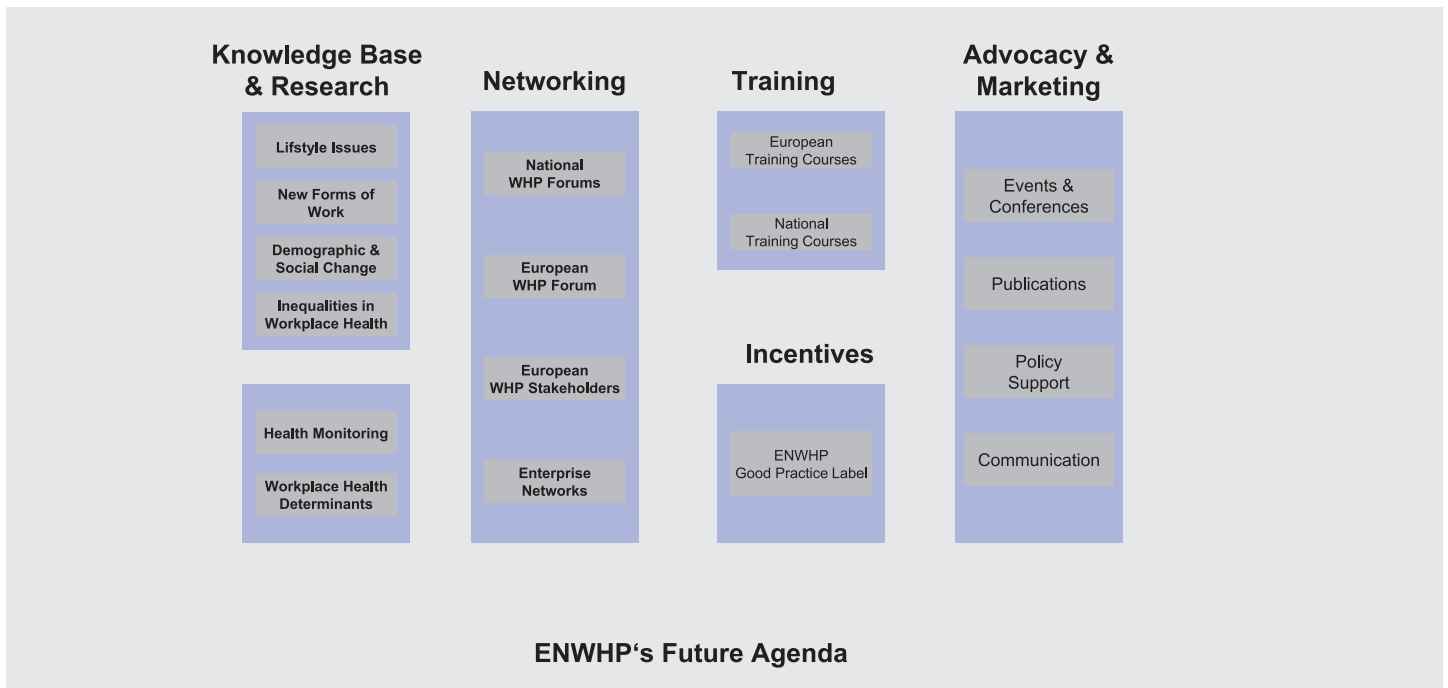 Knowledge Base
& Research
Lifstyle Issues
New Forms of
Work
Demographic &
Social Change
Inequalities in
Workplace Health
Health Monitoring
Workplace Health
Determinants
Networking
National
WHP Forums
European
WHP Forum
European
WHP Stakeholders
Enterprise
Networks
Training
European
Training Courses
National
Training Courses
Incentives
ENWHP
Good Practice Label
Advocacy &
Marketing
Events &
Conferences
Publications
Policy
Support
Communication
ENWHP‘s Future Agenda